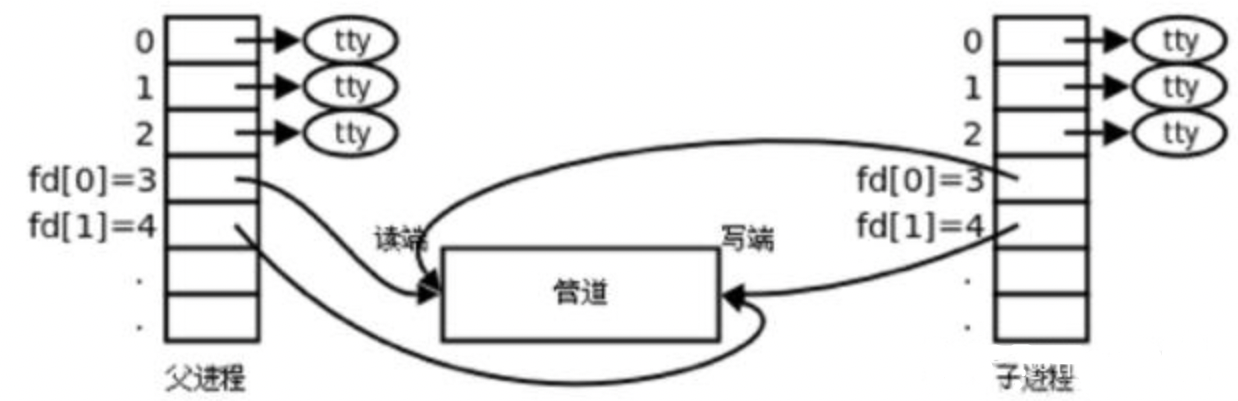 0 tty 0 tty
1 tty 1 tty
2 tty 2 tty
fd[0]=3 fd[0]=3
fd[1]=4 读端 写端 fd[1]=4
. 管道 .
. .
父进程 子进程